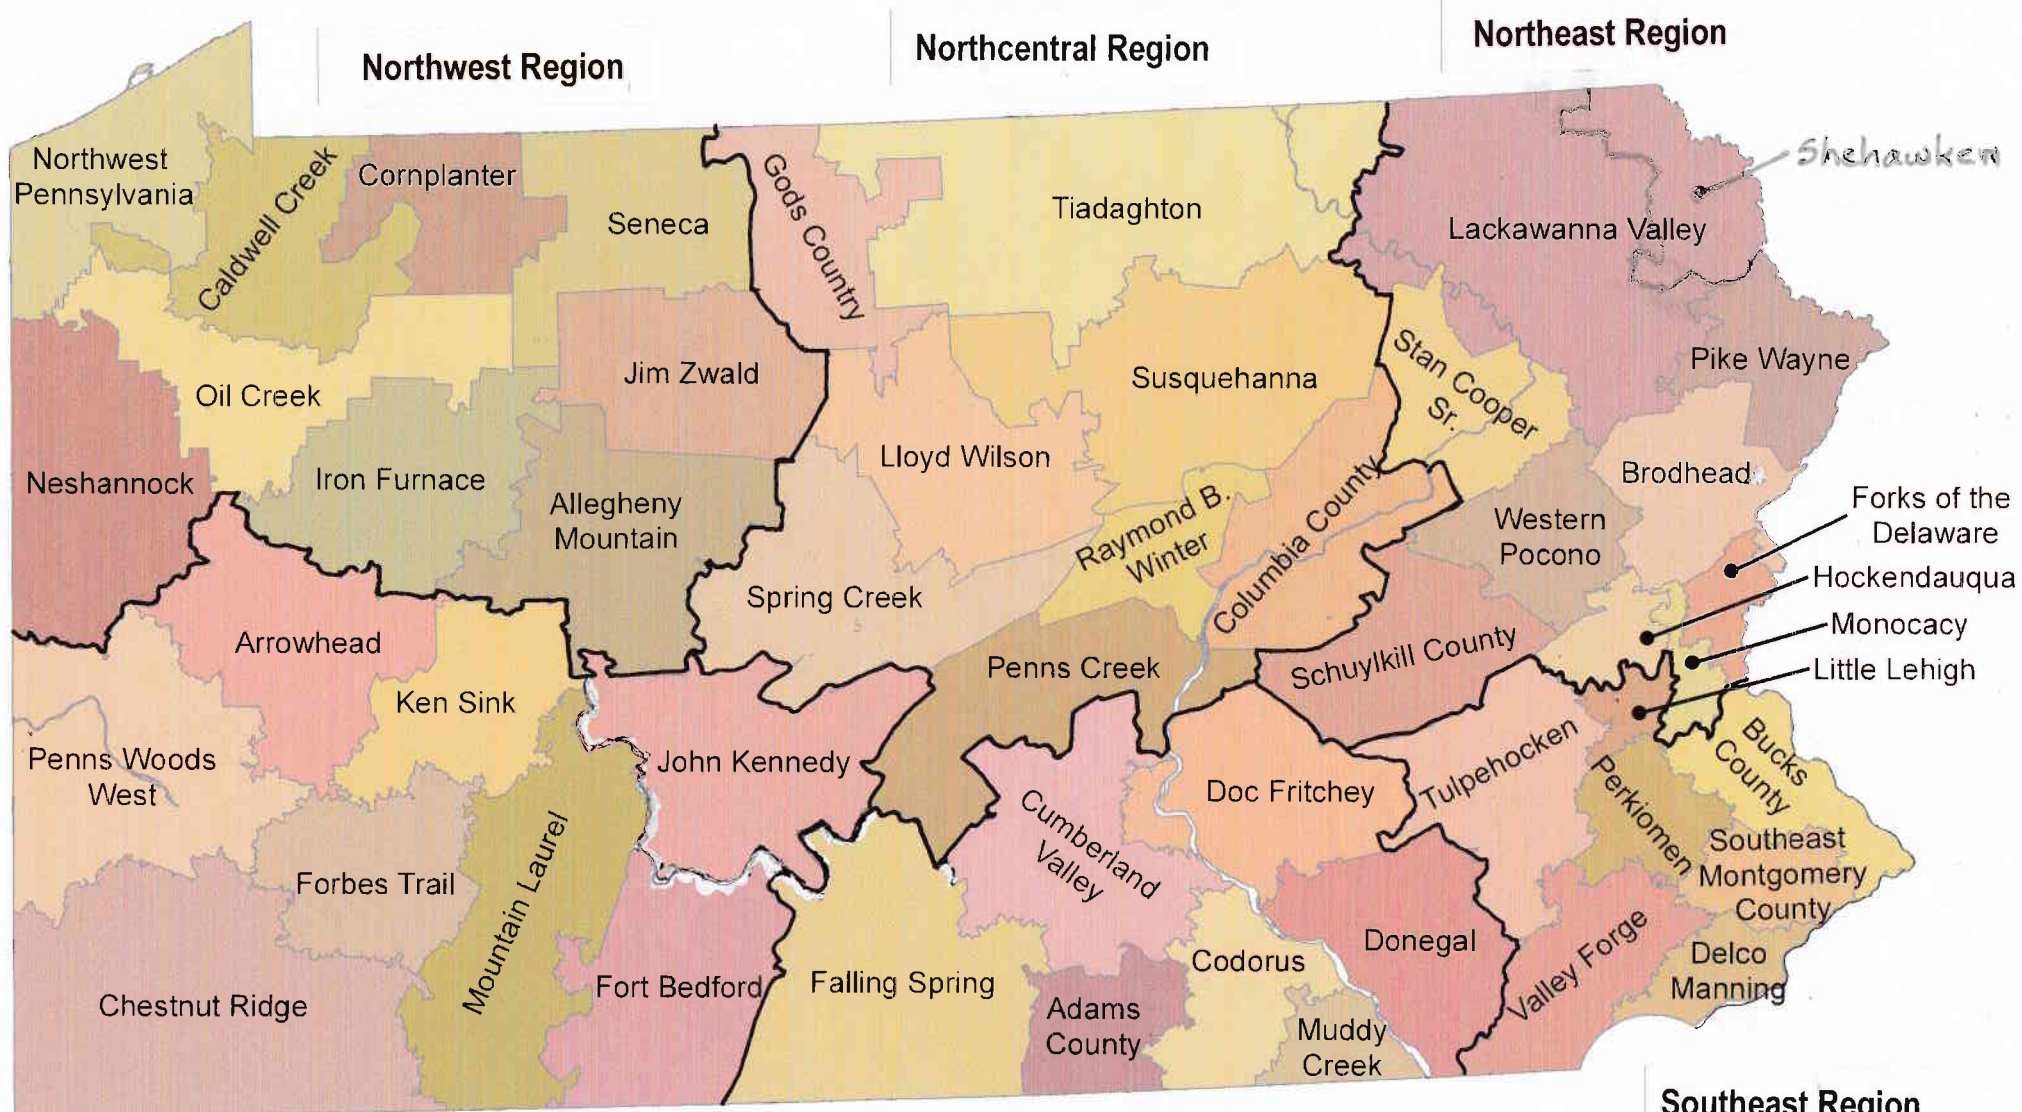 Northwest Region
Northcentral Region
Northeast Region
Northwest
Pennsylvania
Caldwell Creek
Cornplanter
Seneca
Gods Country
Tiadaghton
Shehawken
Lackawanna Valley
Oil Creek
Jim Zwald
Susquehanna
Stan Cooper
Sr.
Pike Wayne
Neshannock
Iron Furnace
Allegheny
Mountain
Lloyd Wilson
Raymond B.
Winter
Columbia County
Western
Pocono
Brodhead
Forks of the
Delaware
Hockendauqua
Monocacy
Little Lehigh
Arrowhead
Ken Sink
Spring Creek
Penns Creek
Schuylkill County
Penns Woods
West
John Kennedy
Cumberland
Valley
Doc Fritchey
Tulpehocken
Perkiomen
Bucks
County
Forbes Trail
Mountain Laurel
Southeast
Montgomery
County
Chestnut Ridge
Fort Bedford
Falling Spring
Adams
County
Codorus
Muddy
Creek
Donegal
Valley Forge
Delco
Manning
Southeast Region